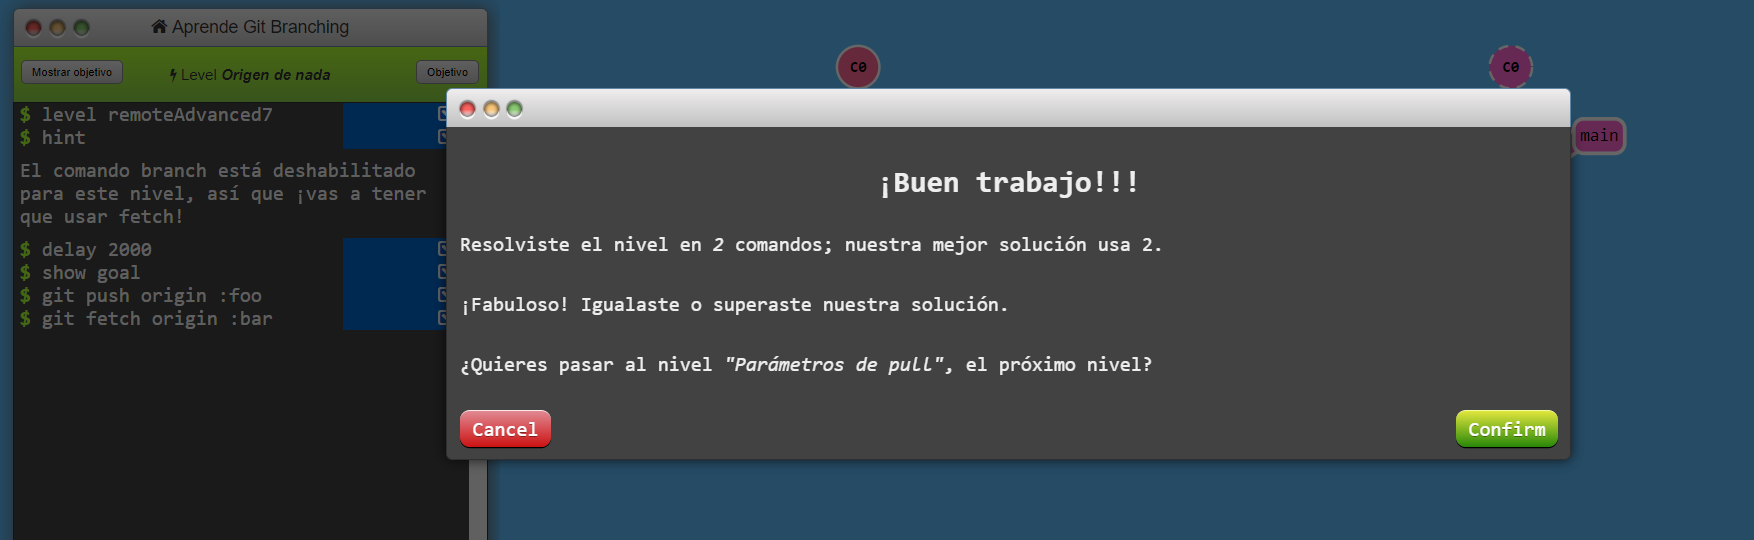 Aprende Git Branching
Mostrar objetivo
Level Origen de nada
Objetivo
$ level remoteAdvanced7
$ hint
El comando branch está deshabilitado
para este nivel, así que ¡vas a tener
que usar fetch!
$ delay 2000
$ show goal
$ git push origin :foo
$ git fetch origin :bar
C0
C0
main
¡Buen trabajo!!!
Resolviste el nivel en 2 comandos; nuestra mejor solución usa 2.
¡Fabuloso! Igualaste o superaste nuestra solución.
¿Quieres pasar al nivel "Parámetros de pull", el próximo nivel?
Cancel
Confirm